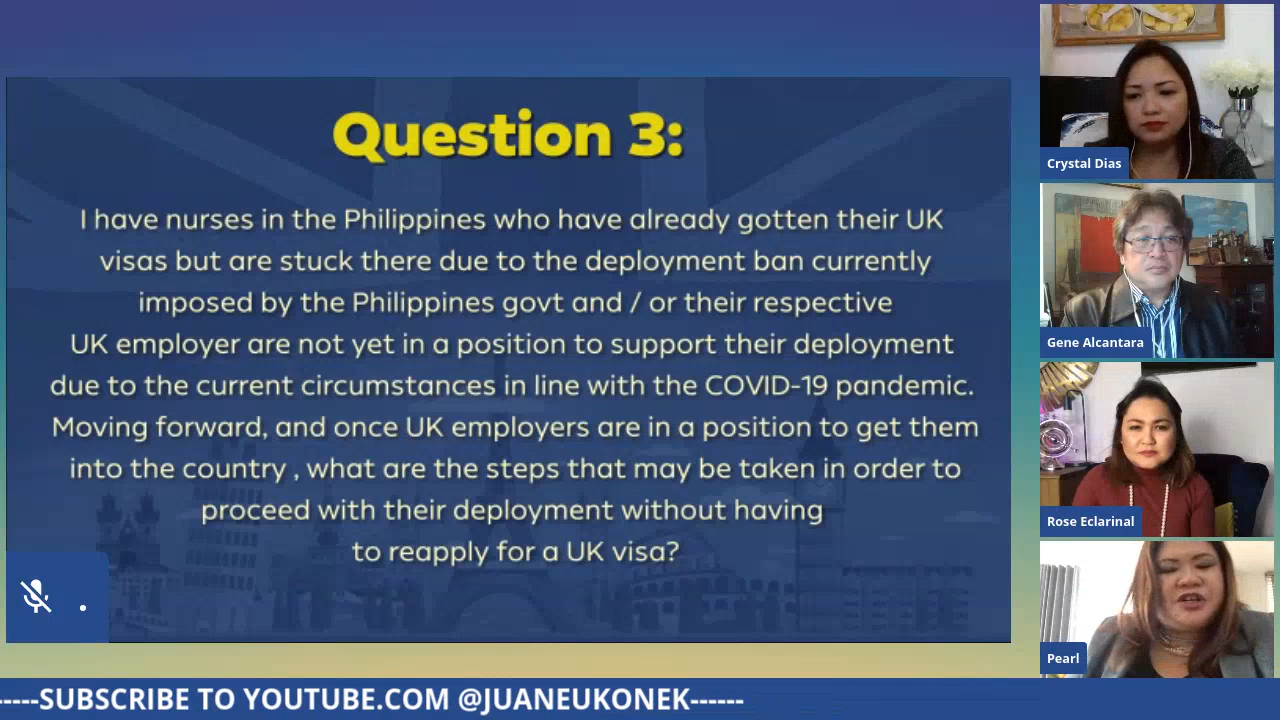 Question 3:
I have nurses in the Philippines who have already gotten their UK
visas but are stuck there due to the deployment ban currently
imposed by the Philippines govt and / or their respective
UK employer are not yet in a position to support their deployment
due to the current circumstances in line with the COVID-19 pandemic.
Moving forward, and once UK employers are in a position to get them
into the country , what are the steps that may be taken in order to
proceed with their deployment without having
to reapply for a UK visa?
Crystal Dias
Gene Alcantara
Rose Eclarinal
Pearl
.
-----SUBSCRIBE TO YOUTUBE.COM @JUANEUKONEK------